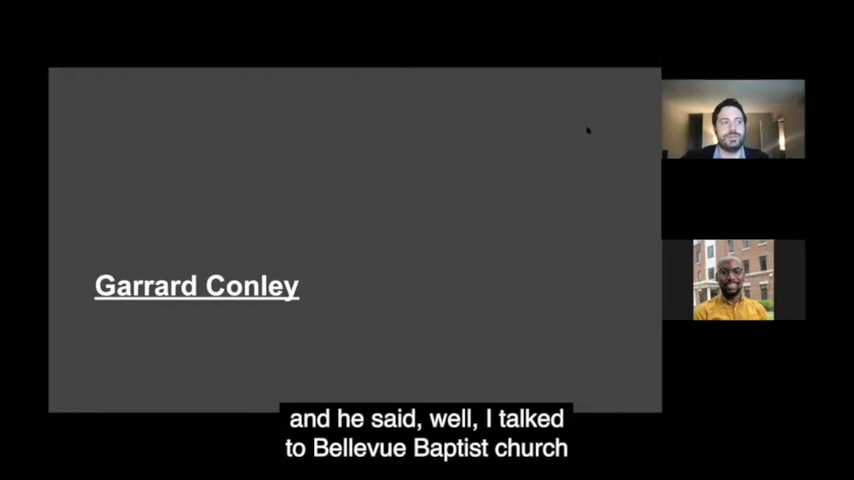 Garrard Conley
and he said, well, I talked
to Bellevue Baptist church